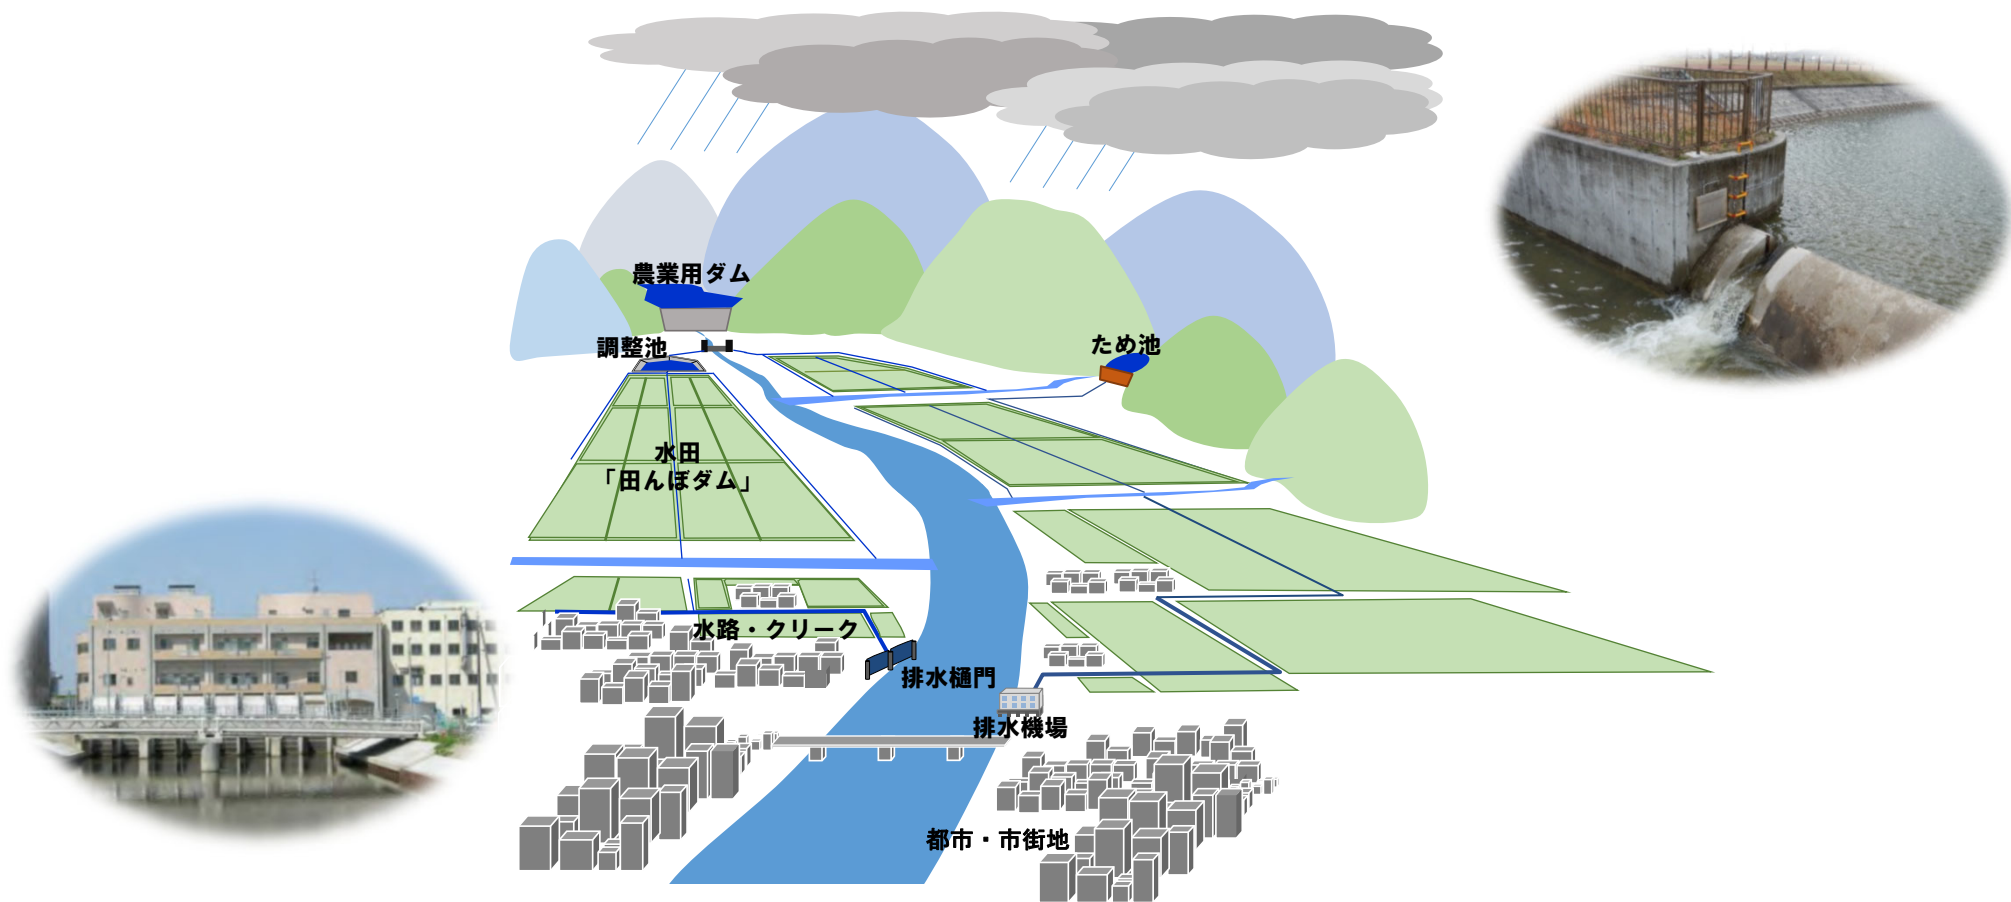 農業用ダム
調整池
ため池
水田
「田んぼダム」
水路・クリーク
排水樋門
排水機場
都市・市街地